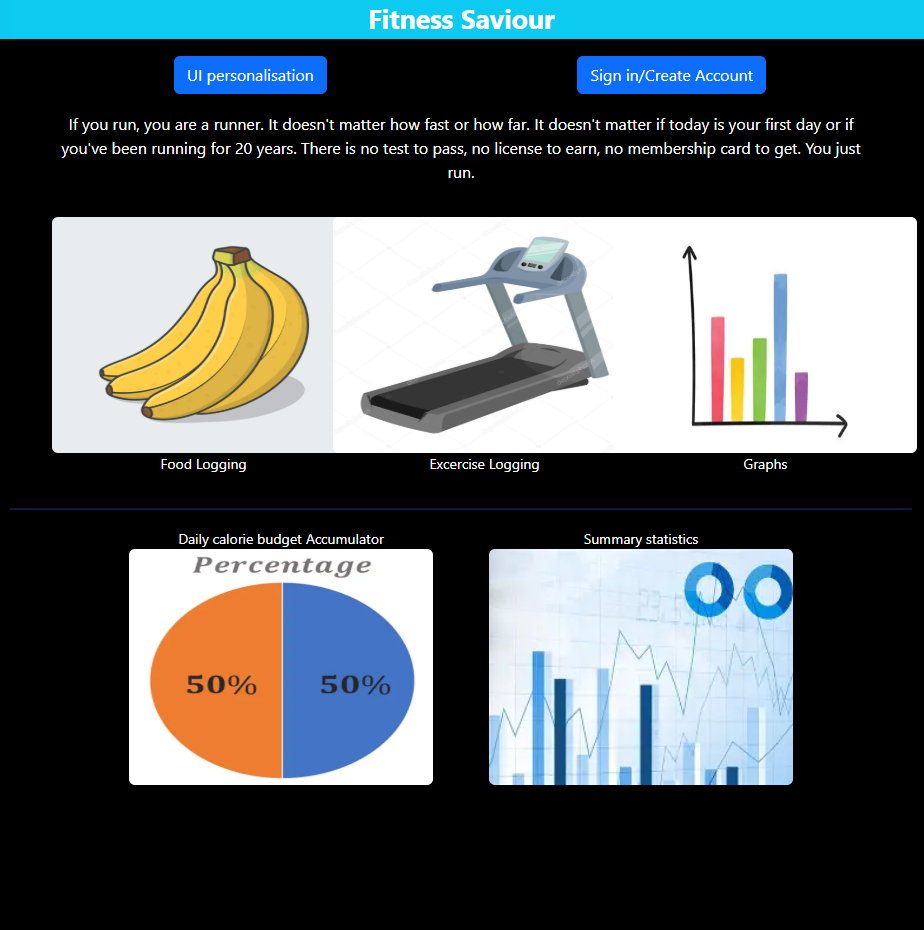 Fitness Saviour
UI personalisation
Sign in/Create Account
If you run, you are a runner. It doesn't matter how fast or how far. It doesn't matter if today is your first day or if
you've been running for 20 years. There is no test to pass, no license to earn, no membership card to get. You just
run.
Food Logging
Excercise Logging
Graphs
Daily calorie budget Accumulator
Summary statistics
Percentage
50%
50%